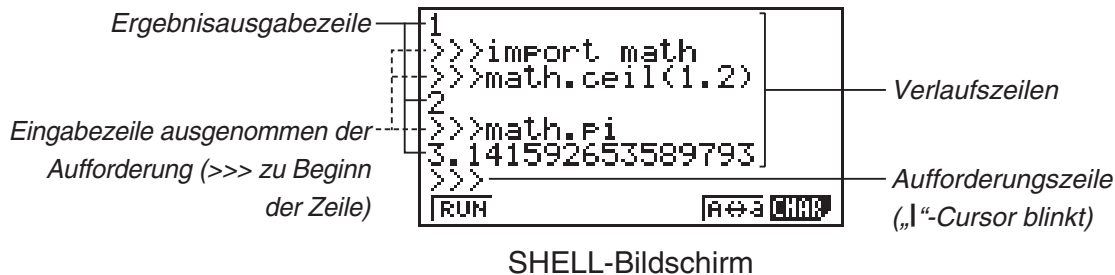 Ergebnisausgabezeile
Eingabezeile ausgenommen der
Aufforderung (>>> zu Beginn
der Zeile)
1
>>>import math
>>>math.ceil(1.2)
2
>>>math.pi
3.141592653589793
>>>
RUN A↔a CHAR
Verlaufszeilen
Aufforderungszeile
(„|“-Cursor blinkt)
SHELL-Bildschirm